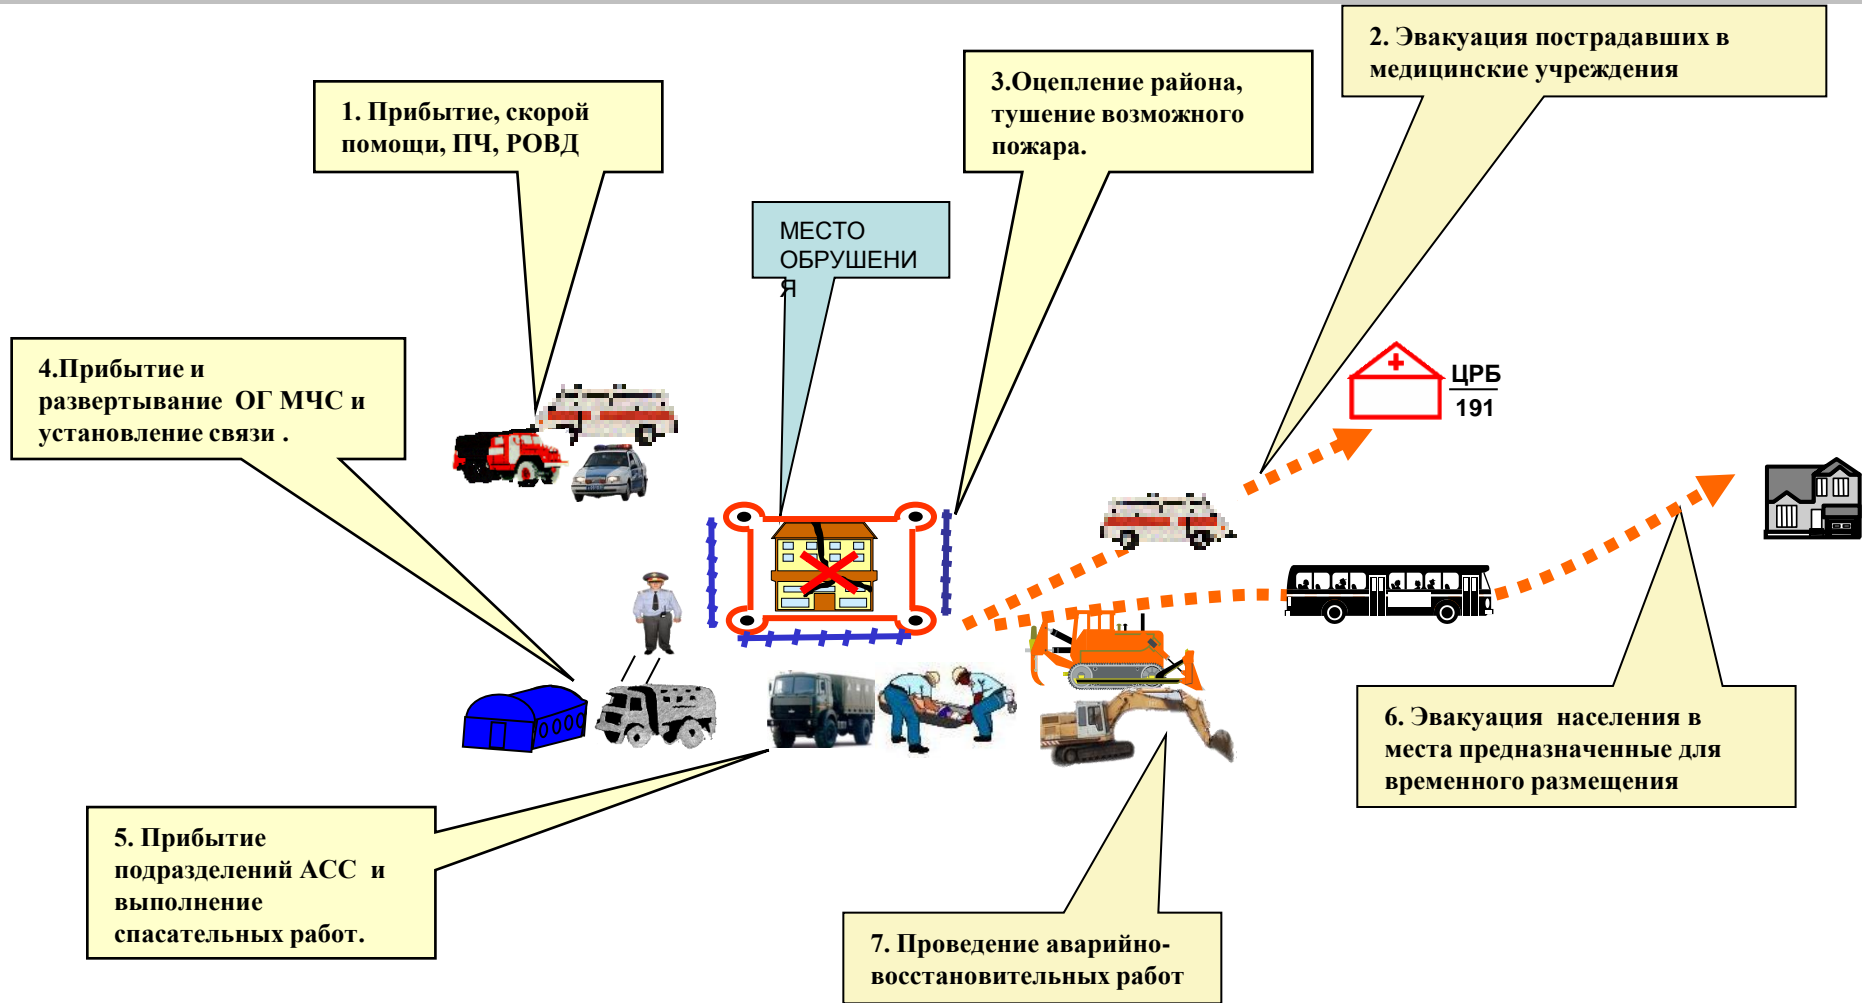 1. Прибытие, скорой
помощи, ПЧ, РОВД
2. Эвакуация пострадавших в
медицинские учреждения
3.Оцепление района,
тушение возможного
пожара.
МЕСТО
ОБРУШЕНИ
Я
4.Прибытие и
развертывание ОГ МЧС и
установление связи .
ЦРБ
191
5. Прибытие
подразделений АСС и
выполнение
спасательных работ.
6. Эвакуация населения в
места предназначенные для
временного размещения
7. Проведение аварийно-
восстановительных работ